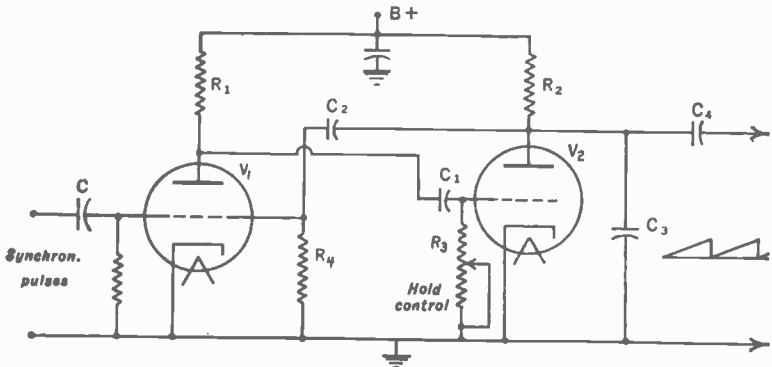 B+
R1
R2
C2
C4
V1
V2
C
C1
C3
Synchron.
pulses
R4
R3
Hold
control